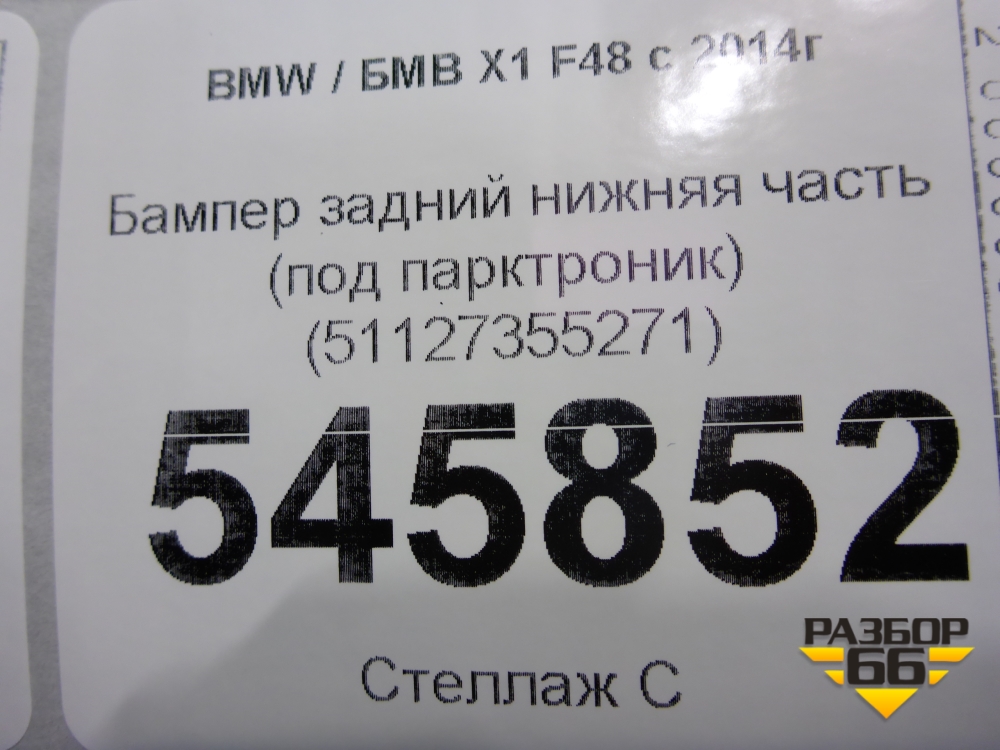 BMW / БМВ X1 F48 с 2014г
Бампер задний нижняя часть
(под парктроник)
(51127355271)
545852
Стеллаж С
РАЗБОР
66